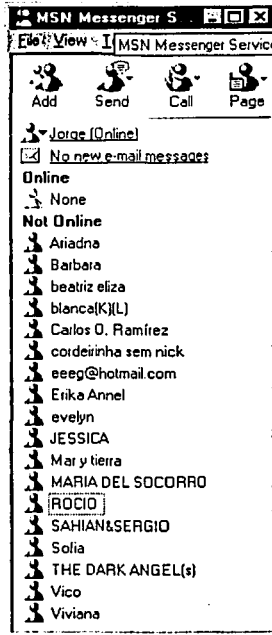 MSN Messenger S...
File View I
MSN Messenger Service
Add Send Call Page
Jorge (Online)
No new e-mail messages
Online
None
Not Online
Ariadna
Barbara
beatriz eliza
blanca(K)(L)
Carlos O. Ramírez
cordeirinha sem nick
eeeg@hotmail.com
Erika Annel
evelyn
JESSICA
Mar y tierra
MARIA DEL SOCORRO
ROCIO
SAHIAN&SERGIO
Sofia
THE DARK ANGEL(s)
Vico
Viviana